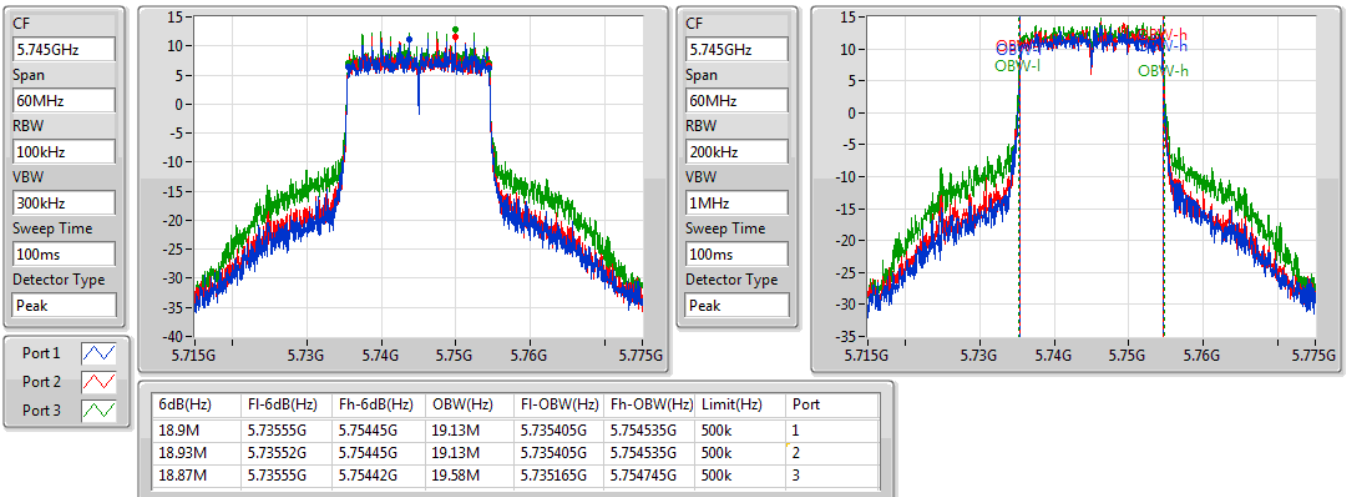 CF
5.745GHz
Span
60MHz
RBW
100kHz
VBW
300kHz
Sweep Time
100ms
Detector Type
Peak
Port 1
Port 2
Port 3
15
10
5
0
-5
-10
-15
-20
-25
-30
-35
-40
5.715G 5.73G 5.74G 5.75G 5.76G 5.775G
CF
5.745GHz
Span
60MHz
RBW
200kHz
VBW
1MHz
Sweep Time
100ms
Detector Type
Peak
15
10
5
0
-5
-10
-15
-20
-25
-30
-35
OBW-l
OBW-h
OBW-h
5.715G 5.73G 5.74G 5.75G 5.76G 5.775G
6dB(Hz) Fl-6dB(Hz) Fh-6dB(Hz) OBW(Hz) Fl-OBW(Hz) Fh-OBW(Hz) Limit(Hz) Port
18.9M 5.73555G 5.75445G 19.13M 5.735405G 5.754535G 500k 1
18.93M 5.73552G 5.75445G 19.13M 5.735405G 5.754535G 500k 2
18.87M 5.73555G 5.75442G 19.58M 5.735165G 5.754745G 500k 3